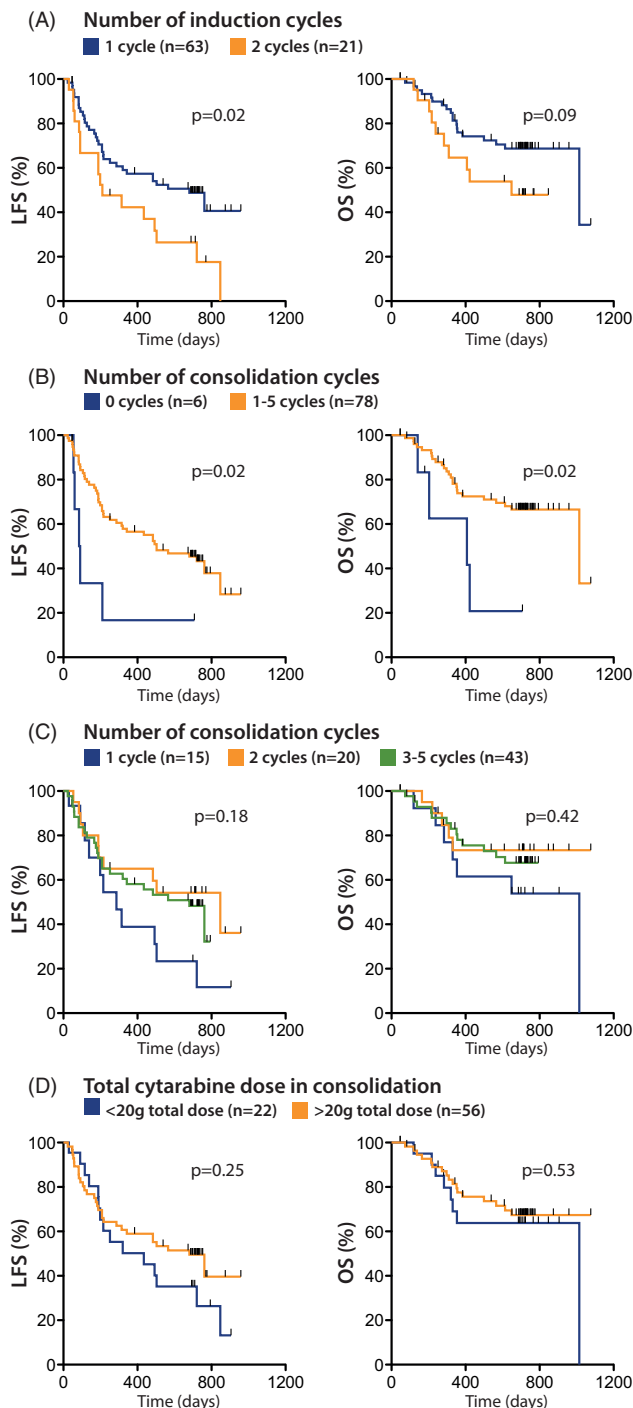 (A) Number of induction cycles
1 cycle (n=63) 2 cycles (n=21)
100
80
60
40
20
0
LFS (%)
p=0.02
0 400 800 1200
Time (days)
100
80
60
40
20
0
OS (%)
p=0.09
0 400 800 1200
Time (days)
(B) Number of consolidation cycles
0 cycles (n=6) 1-5 cycles (n=78)
100
80
60
40
20
0
LFS (%)
p=0.02
0 400 800 1200
Time (days)
100
80
60
40
20
0
OS (%)
p=0.02
0 400 800 1200
Time (days)
(C) Number of consolidation cycles
1 cycle (n=15) 2 cycles (n=20) 3-5 cycles (n=43)
100
80
60
40
20
0
LFS (%)
p=0.18
0 400 800 1200
Time (days)
100
80
60
40
20
0
OS (%)
p=0.42
0 400 800 1200
Time (days)
(D) Total cytarabine dose in consolidation
<20g total dose (n=22) >20g total dose (n=56)
100
80
60
40
20
0
LFS (%)
p=0.25
0 400 800 1200
Time (days)
100
80
60
40
20
0
OS (%)
p=0.53
0 400 800 1200
Time (days)